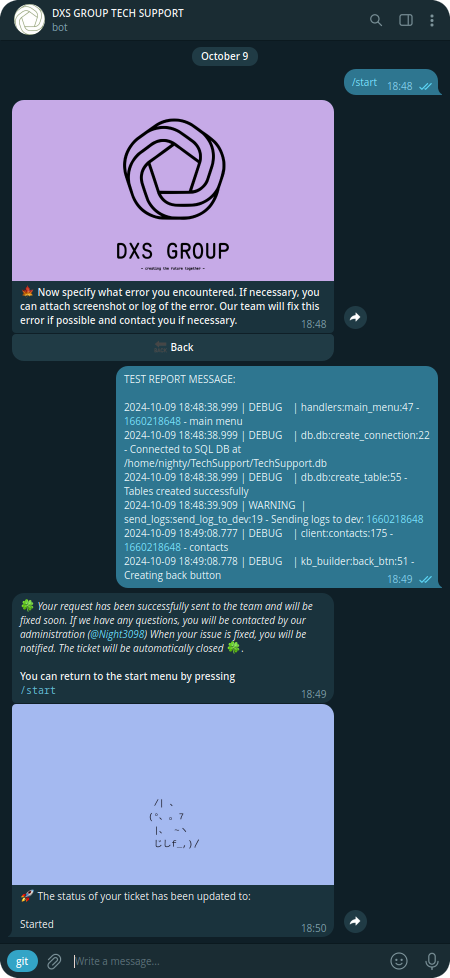 DXS GROUP TECH SUPPORT
bot
October 9
/start 18:48
DXS GROUP
- creating the future together -
🍁 Now specify what error you encountered. If necessary, you
can attach screenshot or log of the error. Our team will fix this
error if possible and contact you if necessary. 18:48
Back
TEST REPORT MESSAGE:
2024-10-09 18:48:38.999 | DEBUG | handlers:main_menu:47 -
1660218648 - main menu
2024-10-09 18:48:38.999 | DEBUG | db.db:create_connection:22
- Connected to SQL DB at
/home/nighty/TechSupport/TechSupport.db
2024-10-09 18:48:38.999 | DEBUG | db.db:create_table:55 -
Tables created successfully
2024-10-09 18:48:39.909 | WARNING |
send_logs:send_log_to_dev:19 - Sending logs to dev: 1660218648
2024-10-09 18:49:08.777 | DEBUG | client:contacts:175 -
1660218648 - contacts
2024-10-09 18:49:08.778 | DEBUG | kb_builder:back_btn:51 -
Creating back button 18:49
🍀 Your request has been successfully sent to the team and will be
fixed soon. If we have any questions, you will be contacted by our
administration (@Night3098) When your issue is fixed, you will be
notified. The ticket will be automatically closed 🍀.
You can return to the start menu by pressing
/start 18:49
/| 、
(°、 。 7
|、 ~ヽ
じしf_,)/
🚀 The status of your ticket has been updated to:
Started 18:50
git
Write a message...